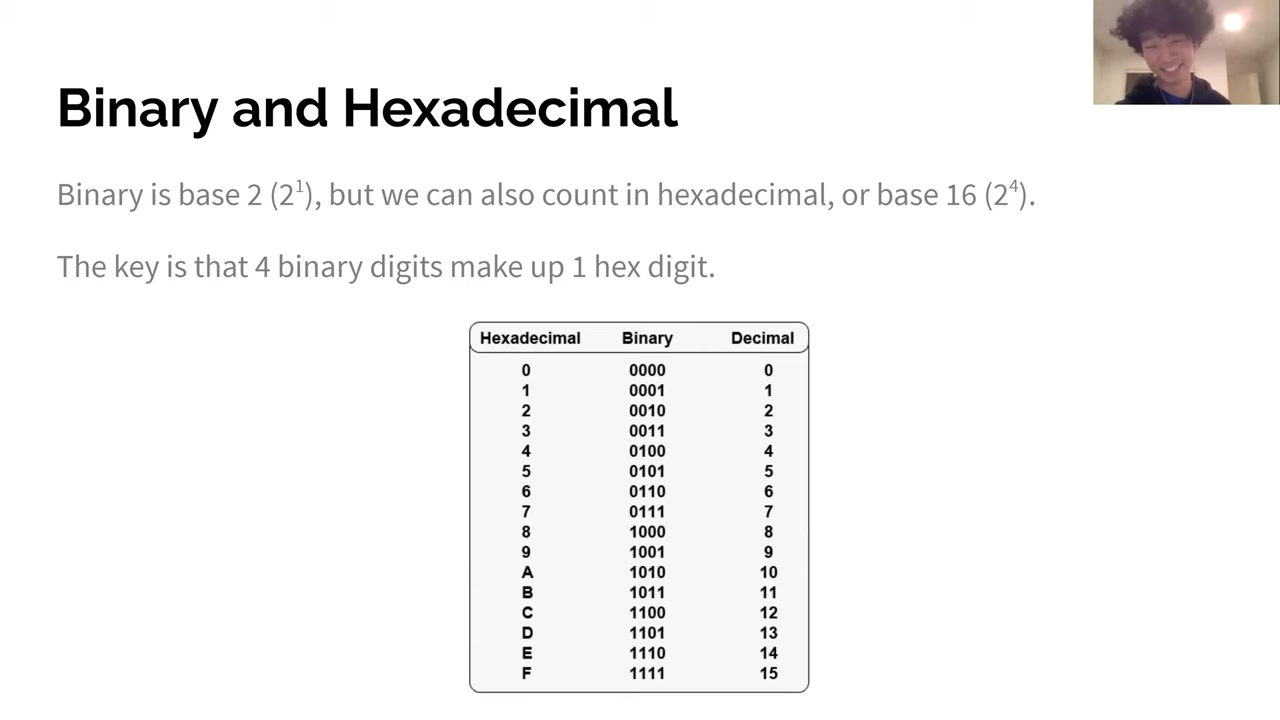 Binary and Hexadecimal
Binary is base 2 (2¹), but we can also count in hexadecimal, or base 16 (2⁴).
The key is that 4 binary digits make up 1 hex digit.
Hexadecimal Binary Decimal
0 0000 0
1 0001 1
2 0010 2
3 0011 3
4 0100 4
5 0101 5
6 0110 6
7 0111 7
8 1000 8
9 1001 9
A 1010 10
B 1011 11
C 1100 12
D 1101 13
E 1110 14
F 1111 15